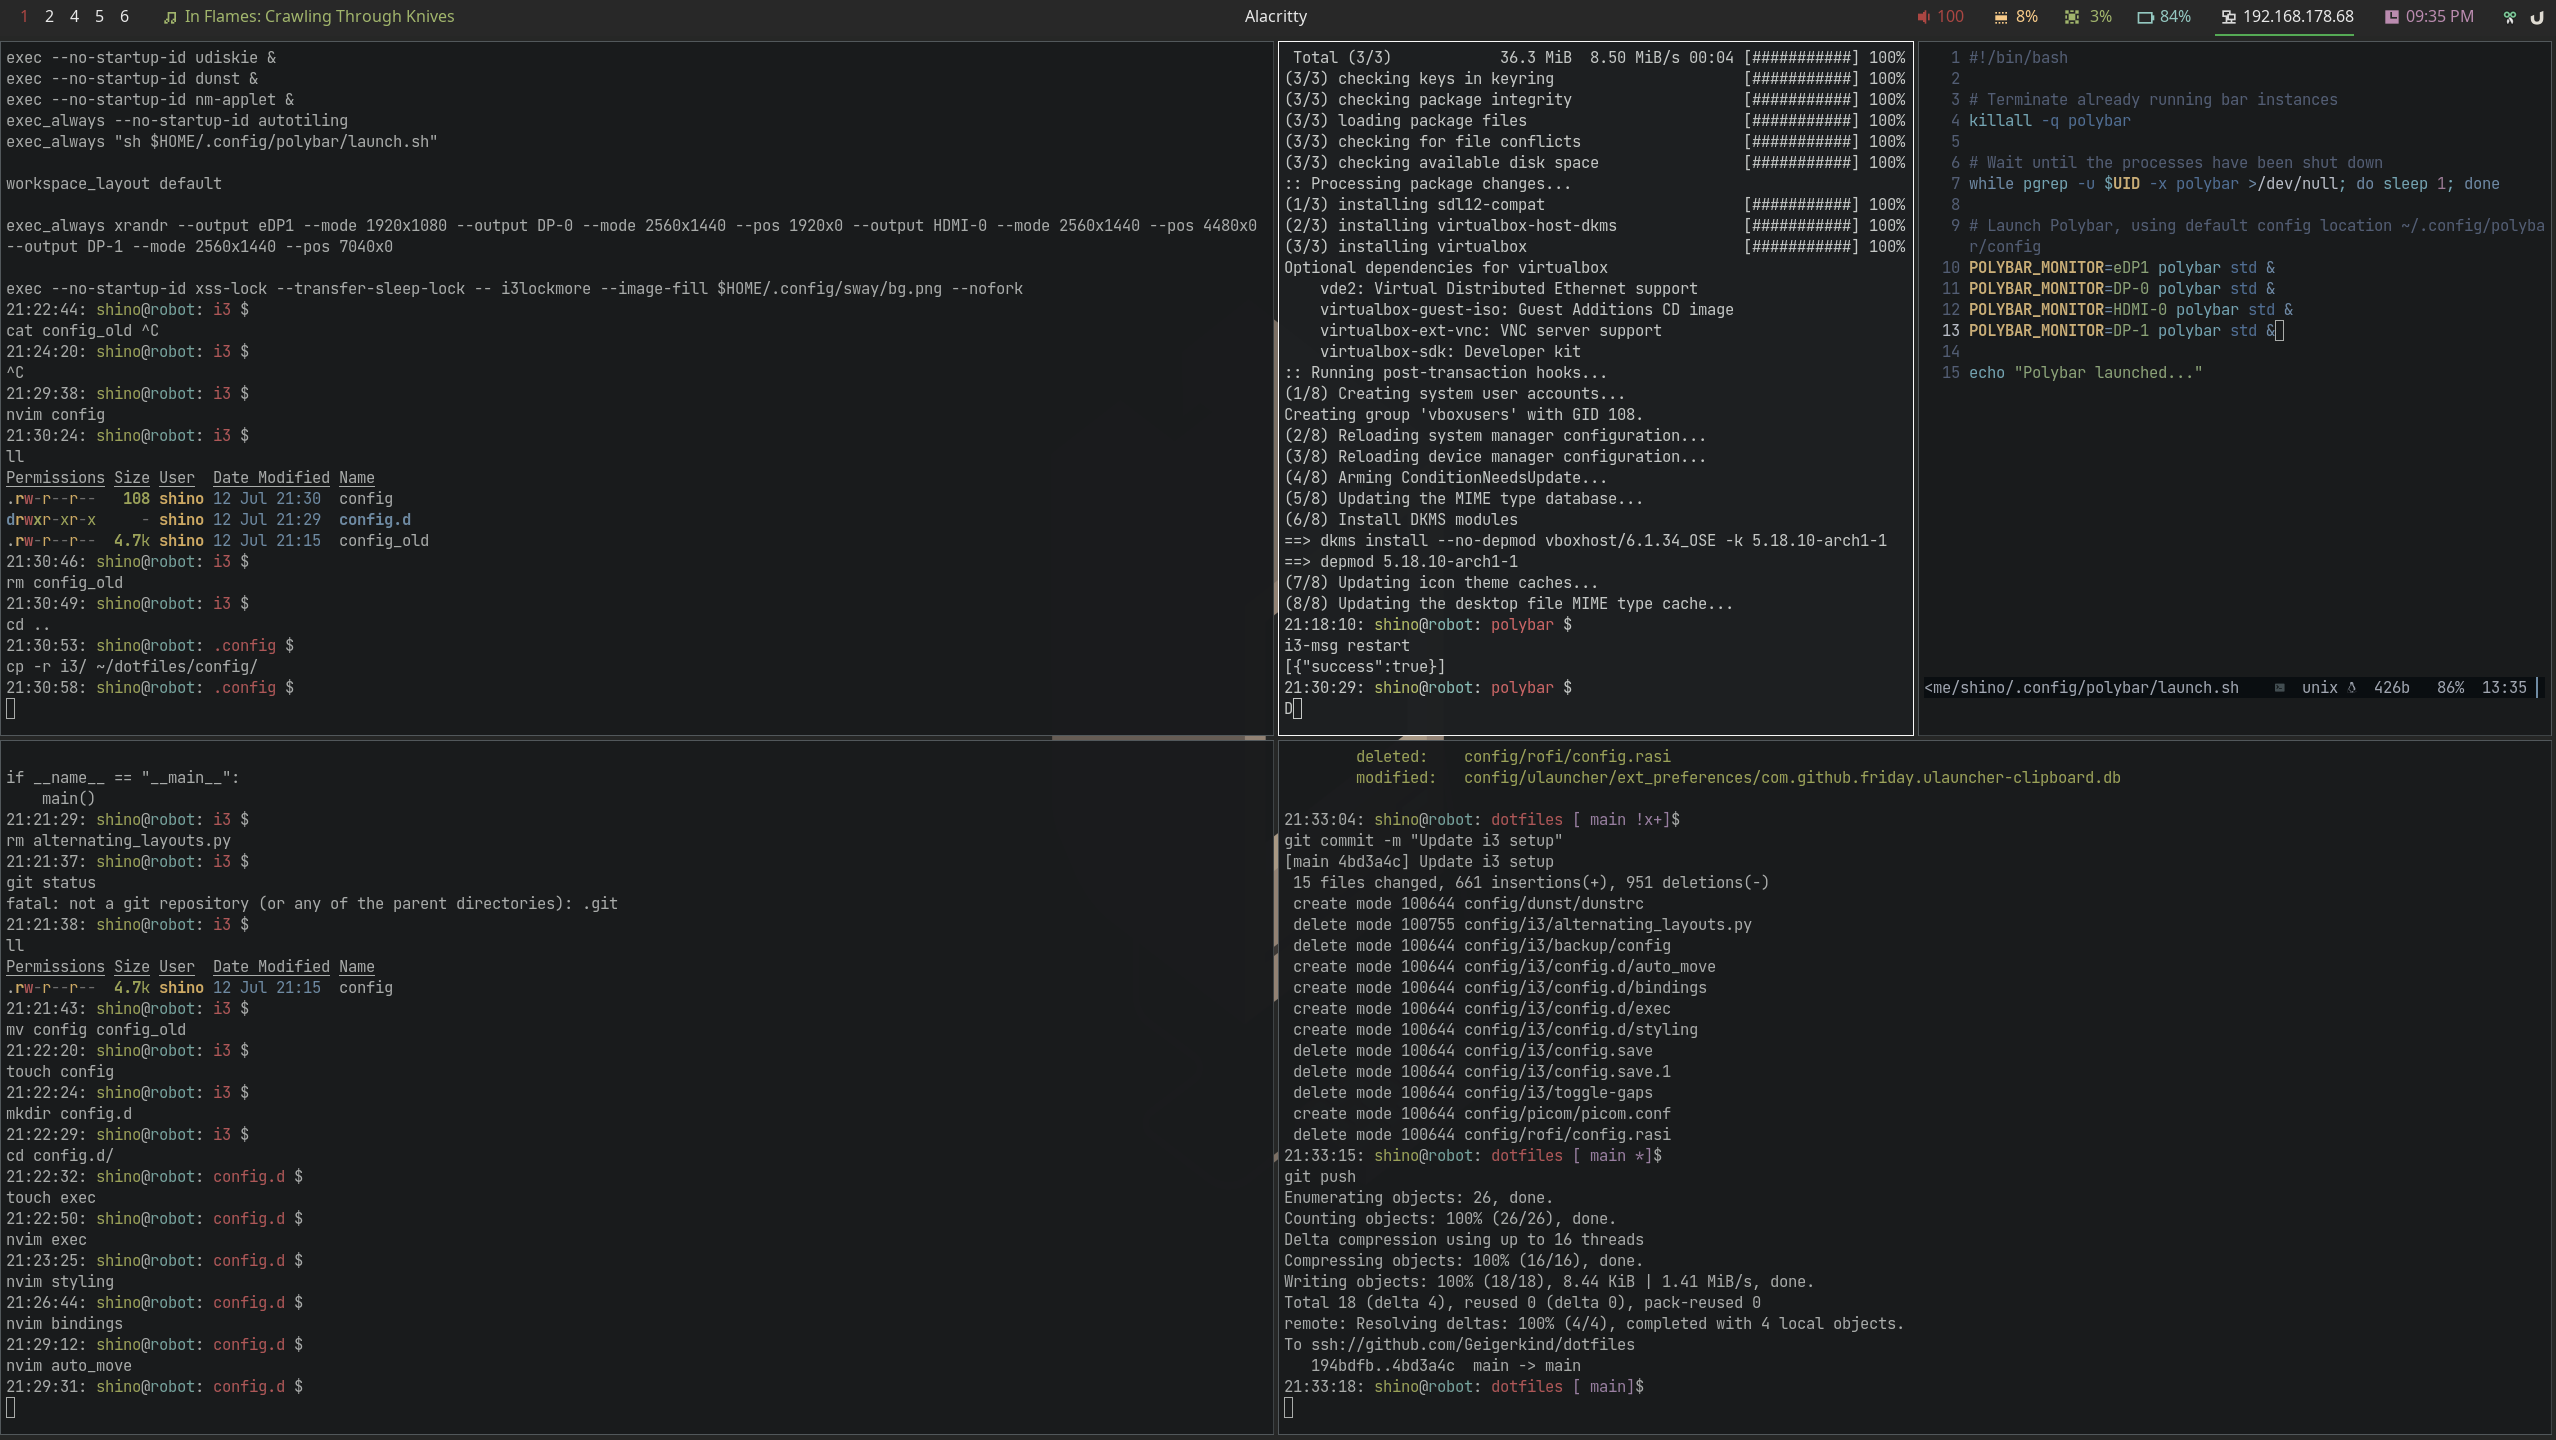 1 2 4 5 6 In Flames: Crawling Through Knives
Alacritty
100 8% 3% 84% 192.168.178.68 09:35 PM
exec --no-startup-id udiskie &
exec --no-startup-id dunst &
exec --no-startup-id nm-applet &
exec_always --no-startup-id autotiling
exec_always "sh $HOME/.config/polybar/launch.sh"
workspace_layout default
exec_always xrandr --output eDP1 --mode 1920x1080 --output DP-0 --mode 2560x1440 --pos 1920x0 --output HDMI-0 --mode 2560x1440 --pos 4480x0
--output DP-1 --mode 2560x1440 --pos 7040x0
exec --no-startup-id xss-lock --transfer-sleep-lock -- i3lockmore --image-fill $HOME/.config/sway/bg.png --nofork
21:22:44: shino@robot: i3 $
cat config_old ^C
21:24:20: shino@robot: i3 $
^C
21:29:38: shino@robot: i3 $
nvim config
21:30:24: shino@robot: i3 $
ll
Permissions Size User Date Modified Name
.rw-r--r-- 108 shino 12 Jul 21:30 config
drwxr-xr-x - shino 12 Jul 21:29 config.d
.rw-r--r-- 4.7k shino 12 Jul 21:15 config_old
21:30:46: shino@robot: i3 $
rm config_old
21:30:49: shino@robot: i3 $
cd ..
21:30:53: shino@robot: .config $
cp -r i3/ ~/dotfiles/config/
21:30:58: shino@robot: .config $
Total (3/3) 36.3 MiB 8.50 MiB/s 00:04 [###########] 100%
(3/3) checking keys in keyring [###########] 100%
(3/3) checking package integrity [###########] 100%
(3/3) loading package files [###########] 100%
(3/3) checking for file conflicts [###########] 100%
(3/3) checking available disk space [###########] 100%
:: Processing package changes...
(1/3) installing sdl12-compat [###########] 100%
(2/3) installing virtualbox-host-dkms [###########] 100%
(3/3) installing virtualbox [###########] 100%
Optional dependencies for virtualbox
vde2: Virtual Distributed Ethernet support
virtualbox-guest-iso: Guest Additions CD image
virtualbox-ext-vnc: VNC server support
virtualbox-sdk: Developer kit
:: Running post-transaction hooks...
(1/8) Creating system user accounts...
Creating group 'vboxusers' with GID 108.
(2/8) Reloading system manager configuration...
(3/8) Reloading device manager configuration...
(4/8) Arming ConditionNeedsUpdate...
(5/8) Updating the MIME type database...
(6/8) Install DKMS modules
==> dkms install --no-depmod vboxhost/6.1.34_OSE -k 5.18.10-arch1-1
==> depmod 5.18.10-arch1-1
(7/8) Updating icon theme caches...
(8/8) Updating the desktop file MIME type cache...
21:18:10: shino@robot: polybar $
i3-msg restart
[{"success":true}]
21:30:29: shino@robot: polybar $
D
1 #!/bin/bash
2
3 # Terminate already running bar instances
4 killall -q polybar
5
6 # Wait until the processes have been shut down
7 while pgrep -u $UID -x polybar >/dev/null; do sleep 1; done
8
9 # Launch Polybar, using default config location ~/.config/polyba
r/config
10 POLYBAR_MONITOR=eDP1 polybar std &
11 POLYBAR_MONITOR=DP-0 polybar std &
12 POLYBAR_MONITOR=HDMI-0 polybar std &
13 POLYBAR_MONITOR=DP-1 polybar std &
14
15 echo "Polybar launched..."
<me/shino/.config/polybar/launch.sh unix 426b 86% 13:35
if __name__ == "__main__":
main()
21:21:29: shino@robot: i3 $
rm alternating_layouts.py
21:21:37: shino@robot: i3 $
git status
fatal: not a git repository (or any of the parent directories): .git
21:21:38: shino@robot: i3 $
ll
Permissions Size User Date Modified Name
.rw-r--r-- 4.7k shino 12 Jul 21:15 config
21:21:43: shino@robot: i3 $
mv config config_old
21:22:20: shino@robot: i3 $
touch config
21:22:24: shino@robot: i3 $
mkdir config.d
21:22:29: shino@robot: i3 $
cd config.d/
21:22:32: shino@robot: config.d $
touch exec
21:22:50: shino@robot: config.d $
nvim exec
21:23:25: shino@robot: config.d $
nvim styling
21:26:44: shino@robot: config.d $
nvim bindings
21:29:12: shino@robot: config.d $
nvim auto_move
21:29:31: shino@robot: config.d $
deleted: config/rofi/config.rasi
modified: config/ulauncher/ext_preferences/com.github.friday.ulauncher-clipboard.db
21:33:04: shino@robot: dotfiles [ main !x+]$
git commit -m "Update i3 setup"
[main 4bd3a4c] Update i3 setup
15 files changed, 661 insertions(+), 951 deletions(-)
create mode 100644 config/dunst/dunstrc
delete mode 100755 config/i3/alternating_layouts.py
delete mode 100644 config/i3/backup/config
create mode 100644 config/i3/config.d/auto_move
create mode 100644 config/i3/config.d/bindings
create mode 100644 config/i3/config.d/exec
create mode 100644 config/i3/config.d/styling
delete mode 100644 config/i3/config.save
delete mode 100644 config/i3/config.save.1
delete mode 100644 config/i3/toggle-gaps
create mode 100644 config/picom/picom.conf
delete mode 100644 config/rofi/config.rasi
21:33:15: shino@robot: dotfiles [ main *]$
git push
Enumerating objects: 26, done.
Counting objects: 100% (26/26), done.
Delta compression using up to 16 threads
Compressing objects: 100% (16/16), done.
Writing objects: 100% (18/18), 8.44 KiB | 1.41 MiB/s, done.
Total 18 (delta 4), reused 0 (delta 0), pack-reused 0
remote: Resolving deltas: 100% (4/4), completed with 4 local objects.
To ssh://github.com/Geigerkind/dotfiles
194bdfb..4bd3a4c main -> main
21:33:18: shino@robot: dotfiles [ main]$